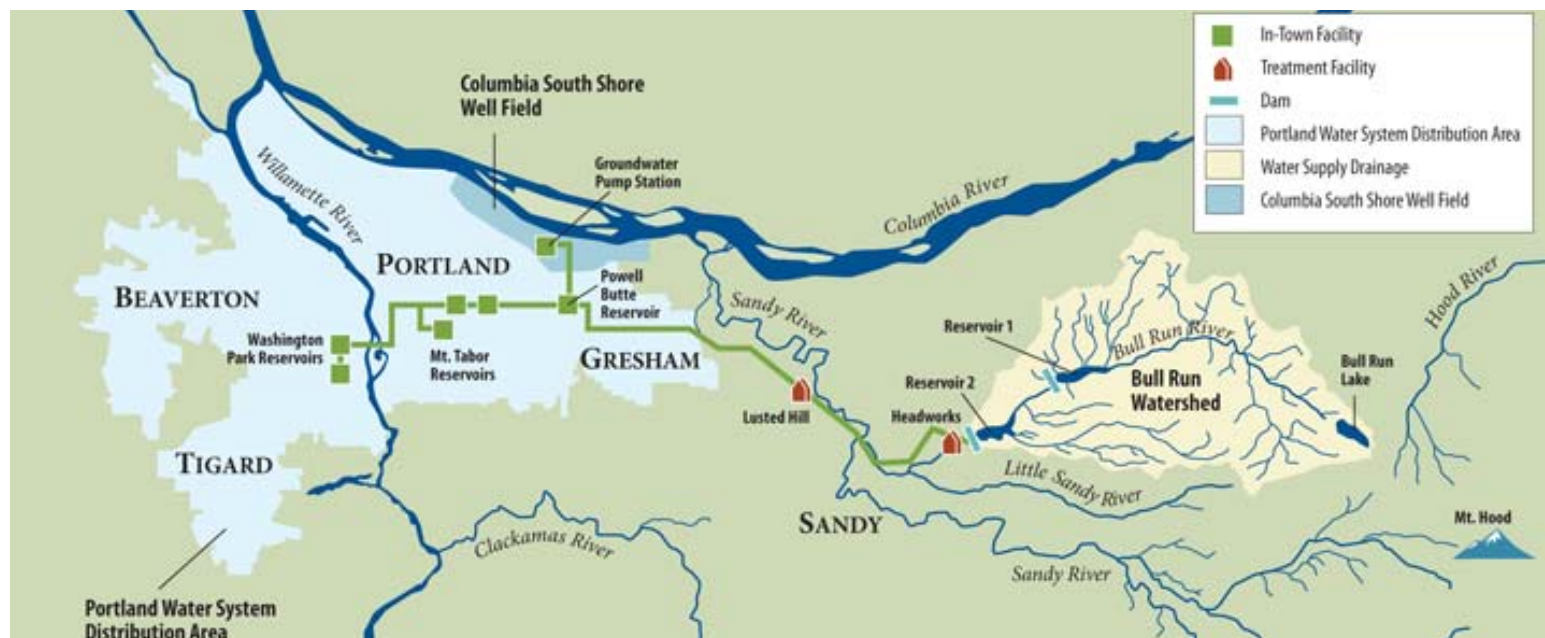 In-Town Facility
Treatment Facility
Dam
Portland Water System Distribution Area
Water Supply Drainage
Columbia South Shore Well Field
Columbia South Shore
Well Field
Groundwater
Pump Station
Willamette River
Columbia River
PORTLAND
BEAVERTON
Powell
Butte
Reservoir
Washington
Park Reservoirs
Mt. Tabor
Reservoirs
GRESHAM
Sandy River
Hood River
Reservoir 1
Bull Run River
Bull Run
Lake
Bull Run
Watershed
Reservoir 2
Headworks
Lusted Hill
TIGARD
Little Sandy River
SANDY
Mt. Hood
Clackamas River
Sandy River
Portland Water System
Distribution Area